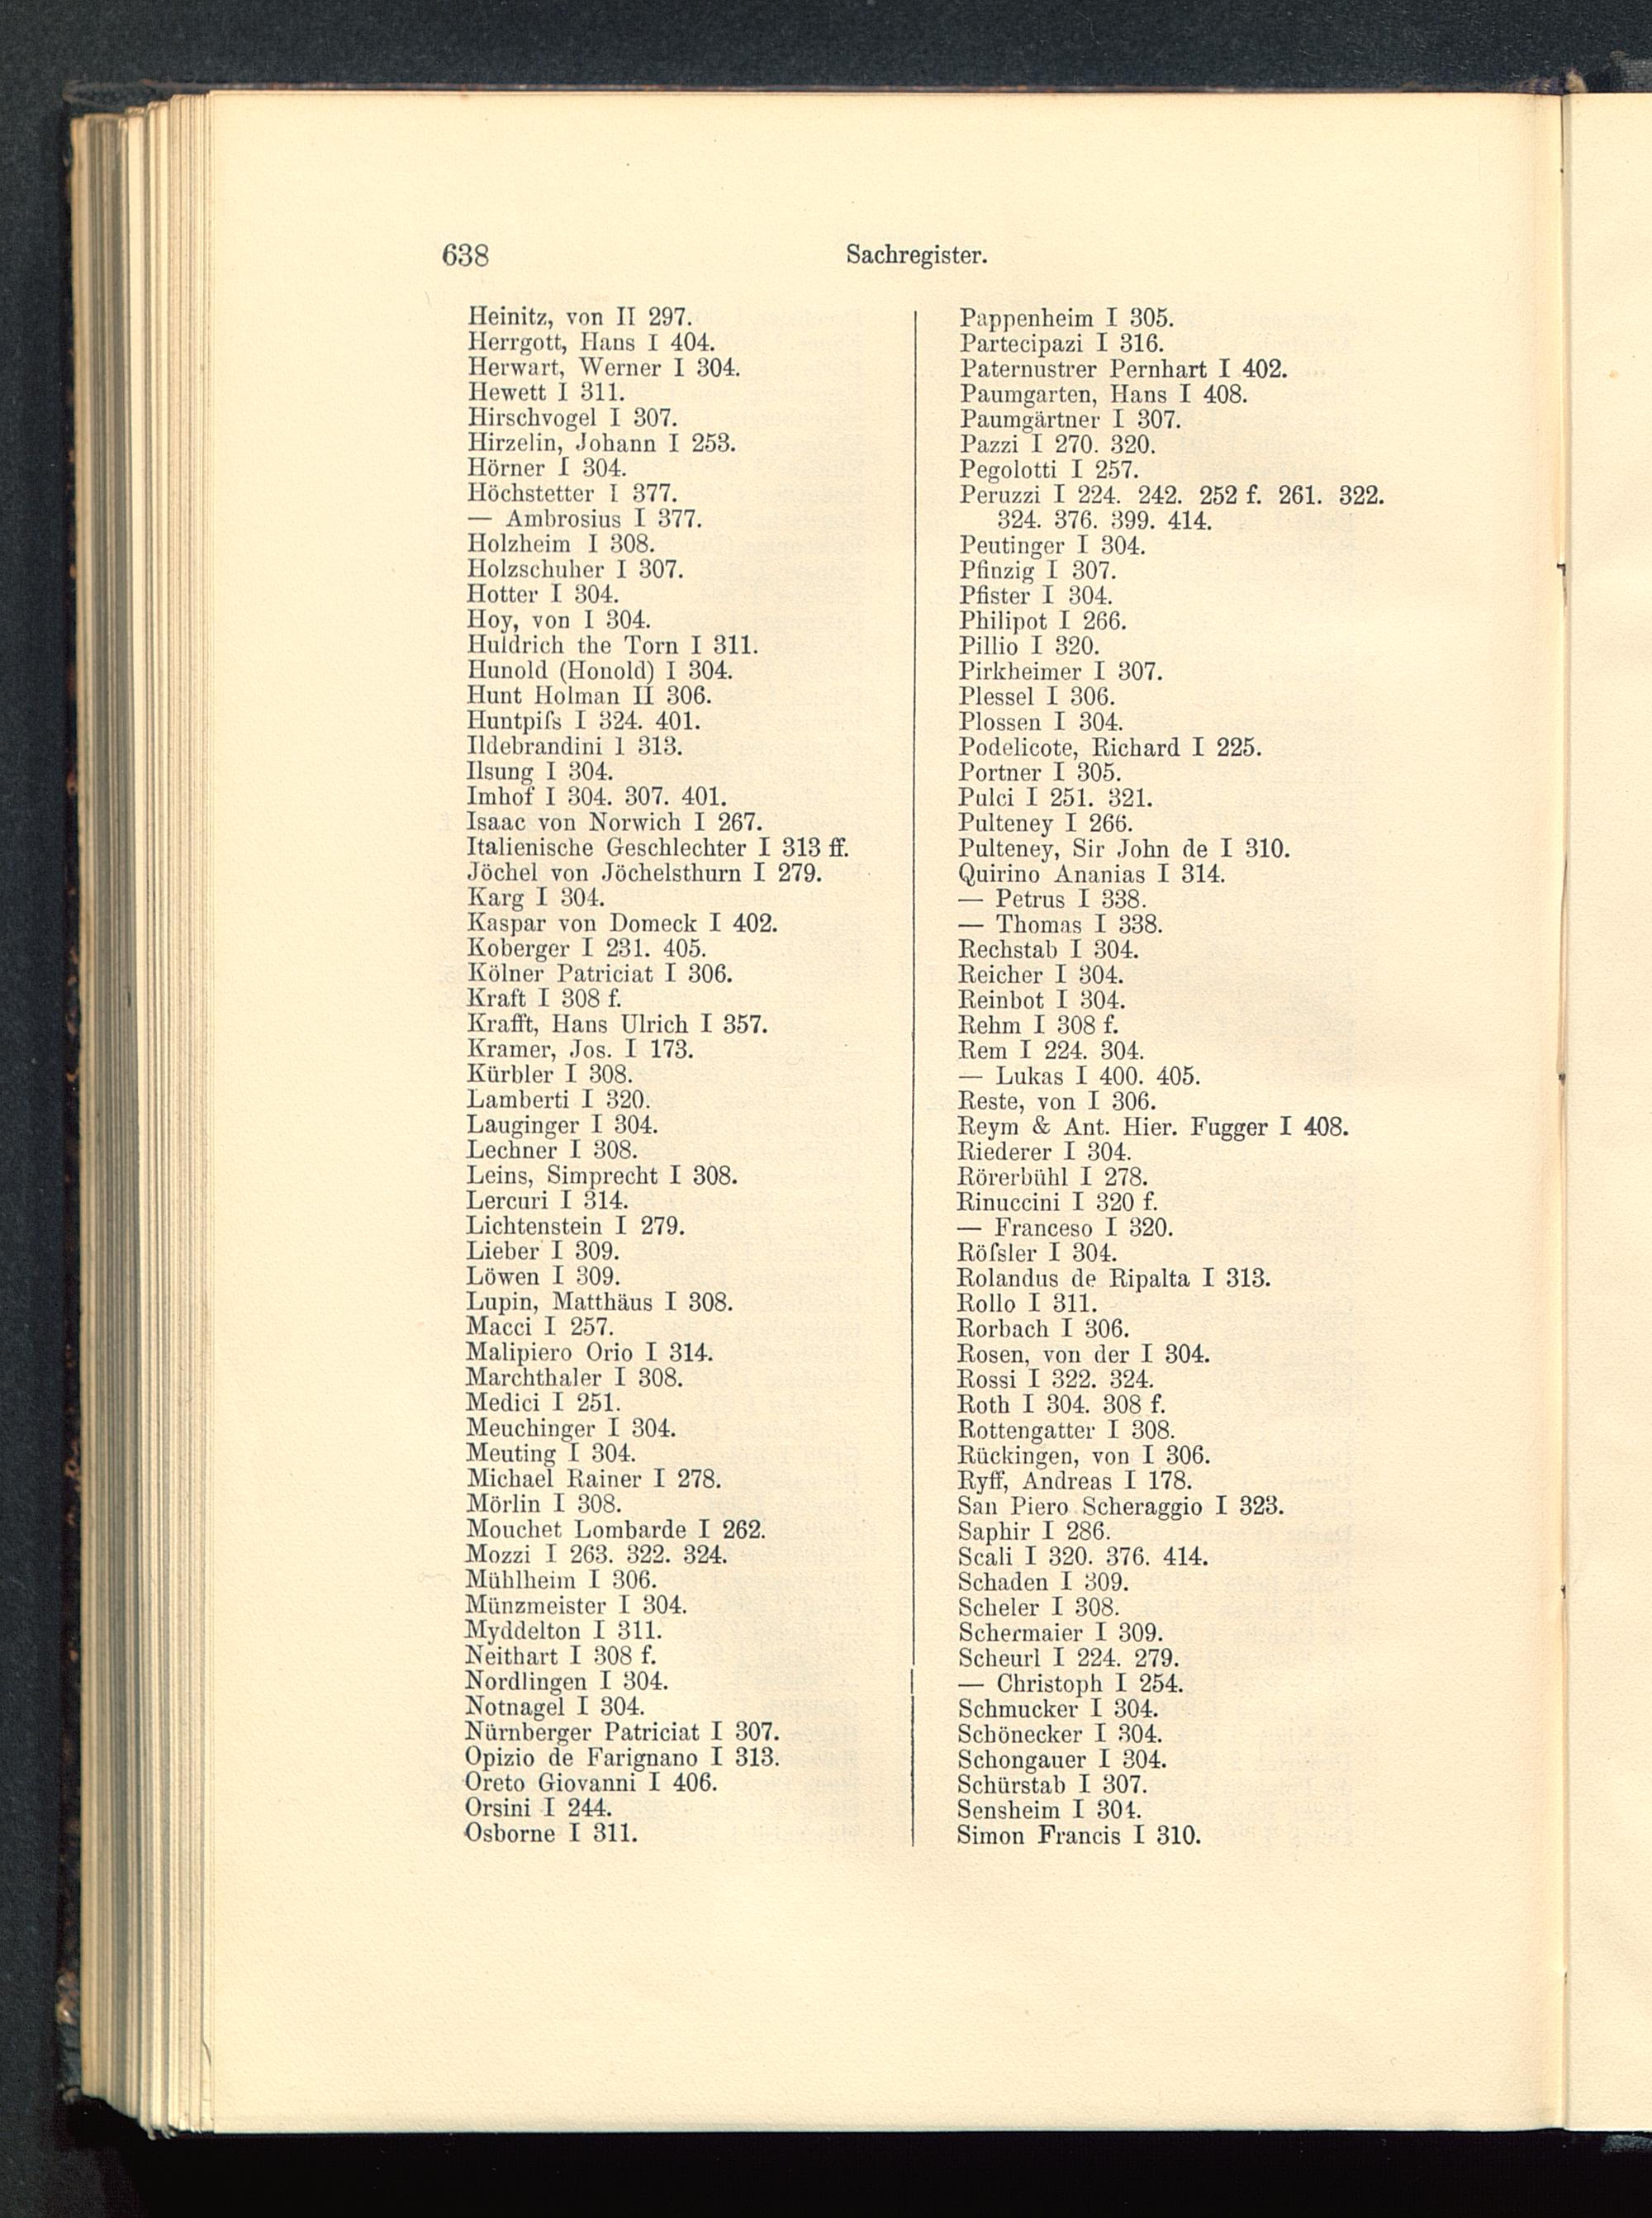 638
Sachregister.
Heinitz, von II 297.
Herrgott, Hans I 404.
Herwart, Werner I 304.
Hewett I 311.
Hirschvogel I 307.
Hirzelin, Johann I 253.
Hörner I 304.
Höchstetter I 377.
— Ambrosius I 377.
Holzheim I 308.
Holzschuher I 307.
Hotter I 304.
Hoy, von I 304.
Huldrich the Torn I 311.
Hunold (Honold) I 304.
Hunt Holman II 306.
Huntpiſs I 324. 401.
Ildebrandini 1 313.
Ilsung I 304.
Imhof I 304. 307. 401.
Isaac von Norwich I 267.
Italienische Geschlechter I 313 ff.
Jöchel von Jöchelsthurn I 279.
Karg I 304.
Kaspar von Domeck I 402.
Koberger I 231. 405.
Kölner Patriciat I 306.
Kraft I 308 f.
Krafft, Hans Ulrich I 357.
Kramer, Jos. I 173.
Kürbler I 308.
Lamberti I 320.
Lauginger I 304.
Lechner I 308.
Leins, Simprecht I 308.
Lercuri I 314.
Lichtenstein I 279.
Lieber I 309.
Löwen I 309.
Lupin, Matthäus I 308.
Macci I 257.
Malipiero Orio I 314.
Marchthaler I 308.
Medici I 251.
Meuchinger I 304.
Meuting I 304.
Michael Rainer I 278.
Mörlin I 308.
Mouchet Lombarde I 262.
Mozzi I 263. 322. 324.
Mühlheim I 306.
Münzmeister I 304.
Myddelton I 311.
Neithart I 308 f.
Nordlingen I 304.
Notnagel I 304.
Nürnberger Patriciat I 307.
Opizio de Farignano I 313.
Oreto Giovanni I 406.
Orsini I 244.
Osborne I 311.
Pappenheim I 305.
Partecipazi I 316.
Paternustrer Pernhart I 402.
Paumgarten, Hans I 408.
Paumgärtner I 307.
Pazzi I 270. 320.
Pegolotti I 257.
Peruzzi I 224. 242. 252 f. 261. 322.
324. 376. 399. 414.
Peutinger I 304.
Pfinzig I 307.
Pfister I 304.
Philipot I 266.
Pillio I 320.
Pirkheimer I 307.
Plessel I 306.
Plossen I 304.
Podelicote, Richard I 225.
Portner I 305.
Pulci I 251. 321.
Pulteney I 266.
Pulteney, Sir John de I 310.
Quirino Ananias I 314.
— Petrus I 338.
— Thomas I 338.
Rechstab I 304.
Reicher I 304.
Reinbot I 304.
Rehm I 308 f.
Rem I 224. 304.
— Lukas I 400. 405.
Reste, von I 306.
Reym & Ant. Hier. Fugger I 408.
Riederer I 304.
Rörerbühl I 278.
Rinuccini I 320 f.
— Franceso I 320.
Röſsler I 304.
Rolandus de Ripalta I 313.
Rollo I 311.
Rorbach I 306.
Rosen, von der I 304.
Rossi I 322. 324.
Roth I 304. 308 f.
Rottengatter I 308.
Rückingen, von I 306.
Ryff, Andreas I 178.
San Piero Scheraggio I 323.
Saphir I 286.
Scali I 320. 376. 414.
Schaden I 309.
Scheler I 308.
Schermaier I 309.
Scheurl I 224. 279.
— Christoph I 254.
Schmucker I 304.
Schönecker I 304.
Schongauer I 304.
Schürstab I 307.
Sensheim I 304.
Simon Francis I 310.